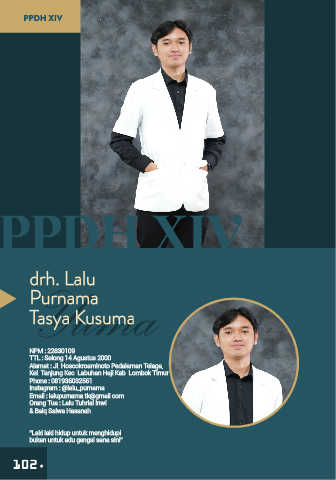 PPDH XIV
PPDH XIV
drh. Lalu
Purnama
Tasya Kusuma
NPM : 22830109
TTL : Selong 14 Agustus 2000
Alamat : Jl. Hoscokroaminoto Pedaleman Telaga,
Kel. Tanjung Kec. Labuhan Haji Kab. Lombok Timur
Phone : 081936082561
Instagram : @lalu_purnama
Email : lalupurnama.tk@gmail.com
Orang Tua : Lalu Tuhrial Irwi
& Baiq Salwa Hasanah
"Laki laki hidup untuk menghidupi
bukan untuk adu gengsi sana sini"
102.